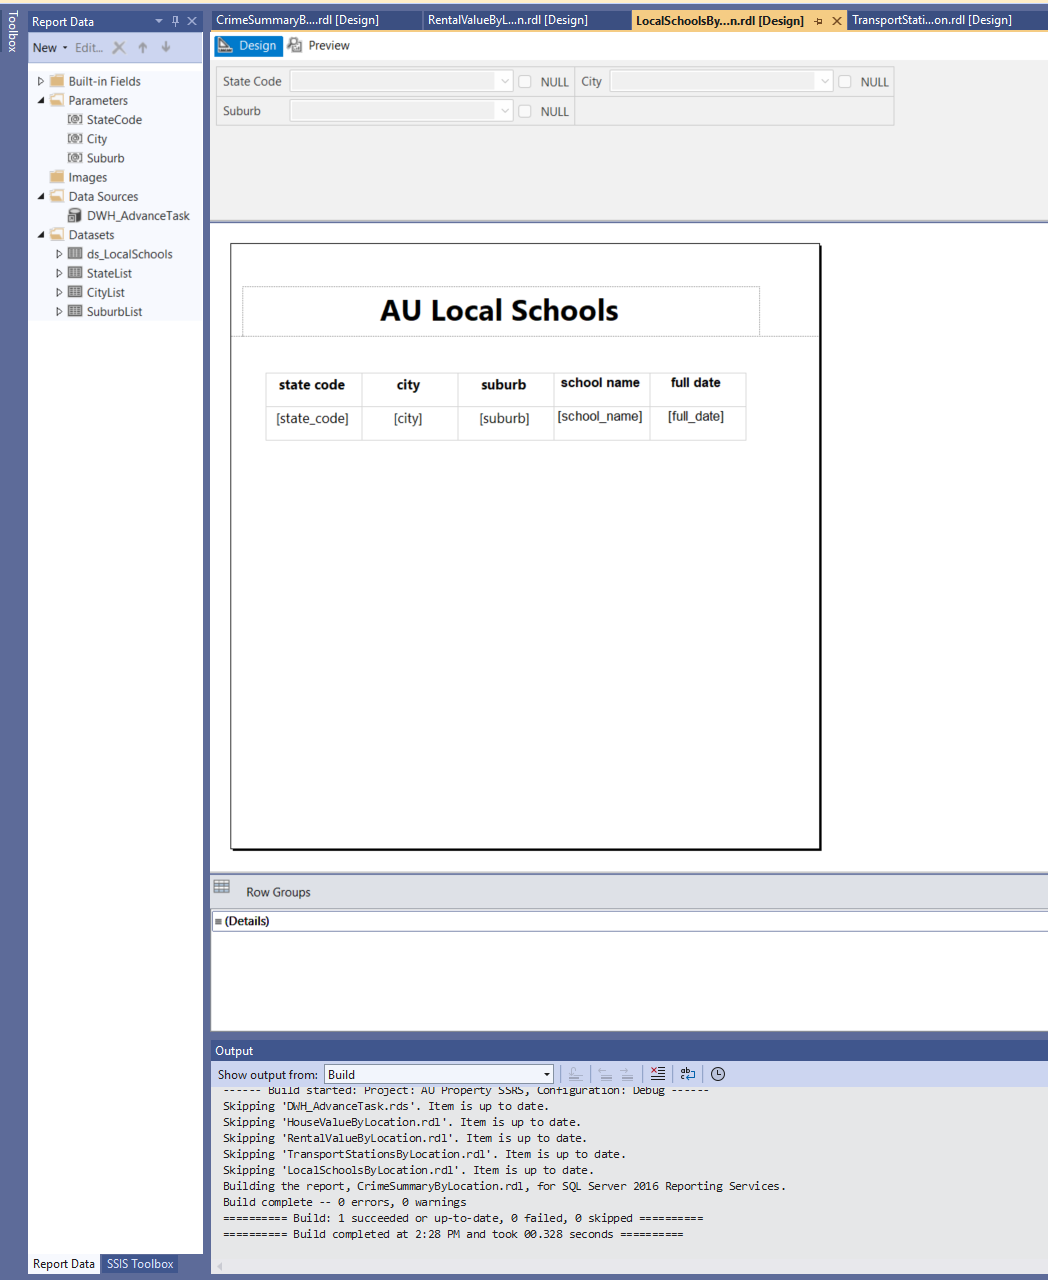 Toolbox
Report Data
New Edit...
Built-in Fields
Parameters
StateCode
City
Suburb
Images
Data Sources
DWH_AdvanceTask
Datasets
ds_LocalSchools
StateList
CityList
SuburbList
Report Data SSIS Toolbox
CrimeSummaryB....rdl [Design] RentalValueByL...n.rdl [Design] LocalSchoolsBy...n.rdl [Design] TransportStati...on.rdl [Design]
Design Preview
State Code NULL City NULL
Suburb NULL
AU Local Schools
state code city suburb school name full date
[state_code] [city] [suburb] [school_name] [full_date]
Row Groups
(Details)
Output
Show output from: Build
------ Build started: Project: AU Property SSRS, Configuration: Debug ------
Skipping 'DWH_AdvanceTask.rds'. Item is up to date.
Skipping 'HouseValueByLocation.rdl'. Item is up to date.
Skipping 'RentalValueByLocation.rdl'. Item is up to date.
Skipping 'TransportStationsByLocation.rdl'. Item is up to date.
Skipping 'LocalSchoolsByLocation.rdl'. Item is up to date.
Building the report, CrimeSummaryByLocation.rdl, for SQL Server 2016 Reporting Services.
Build complete -- 0 errors, 0 warnings
========== Build: 1 succeeded or up-to-date, 0 failed, 0 skipped ==========
========== Build completed at 2:28 PM and took 00.328 seconds ==========